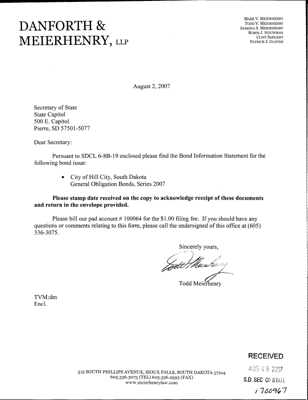 DANFORTH &
MEIERHENRY, LLP
MARK V. MEIERHENRY
TODD V. MEIERHENRY
SABRINA S. MEIERHENRY
ROBIN J. HOUWMAN
CLINT SARGENT
PATRICK J. GLOVER
August 2, 2007
Secretary of State
State Capitol
500 E. Capitol
Pierre, SD 57501-5077
Dear Secretary:
Pursuant to SDCL 6-8B-19 enclosed please find the Bond Information Statement for the
following bond issue:
• City of Hill City, South Dakota
General Obligation Bonds, Series 2007
Please stamp date received on the copy to acknowledge receipt of these documents
and return in the envelope provided.
Please bill our pad account # 100064 for the $1.00 filing fee. If you should have any
questions or comments relating to this form, please call the undersigned of this office at (605)
336-3075.
Sincerely yours,
Todd Meierhenry
TVM:dm
Encl.
RECEIVED
AUG 08 2007
S.D. SEC OF STATE
1700967
315 SOUTH PHILLIPS AVENUE, SIOUX FALLS, SOUTH DAKOTA 57104
605.336.3075 (TEL) 605.336.2593 (FAX)
www.meierhenrylaw.com